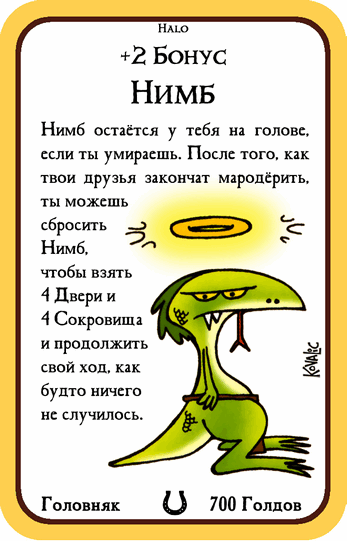 Halo
+2 Бонус
Нимб
Нимб остаётся у тебя на голове,
если ты умираешь. После того, как
твои друзья закончат мародёрить,
ты можешь
сбросить
Нимб,
чтобы взять
4 Двери и
4 Сокровища
и продолжить
свой ход, как
будто ничего
не случилось.
Kovalic
Головняк 700 Голдов